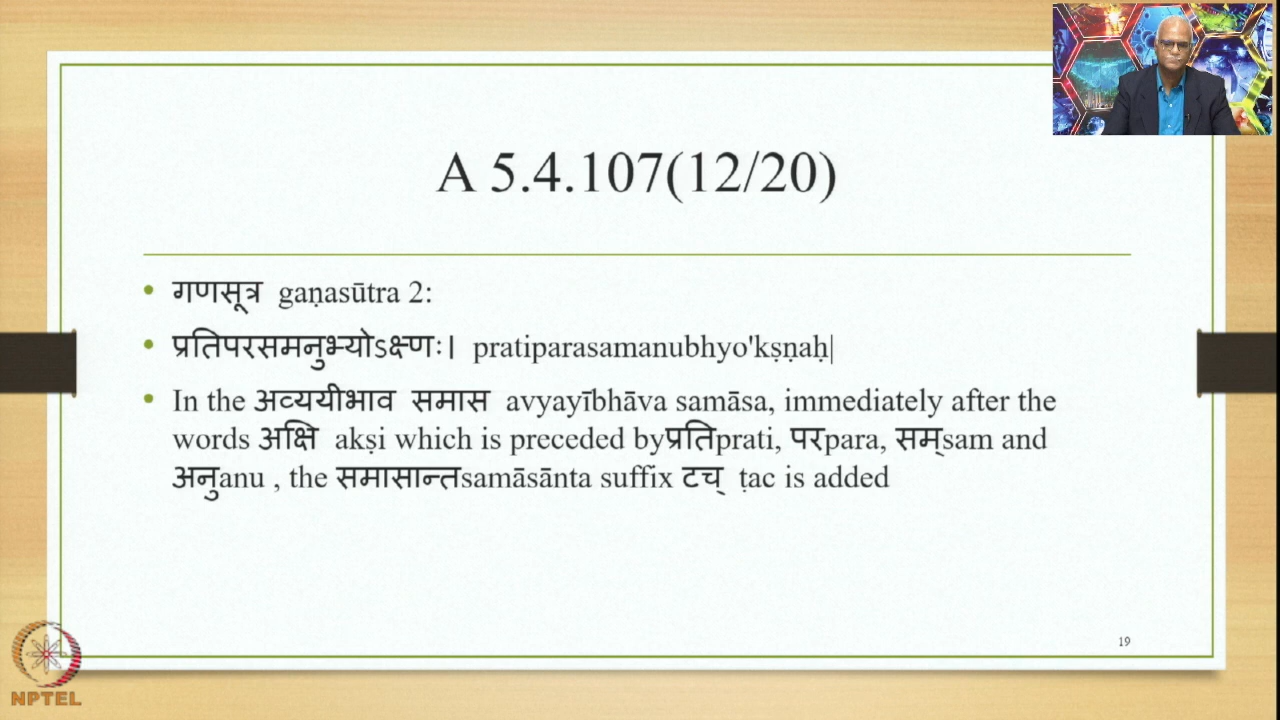 A 5.4.107(12/20)
• गणसूत्र gaṇasūtra 2:
• प्रतिपरसमनुभ्योऽक्ष्णः। pratiparasamanubhyo'kṣṇaḥ|
• In the अव्ययीभाव समास avyayībhāva samāsa, immediately after the
words अक्षि akṣi which is preceded byप्रतिprati, परpara, सम्sam and
अनुanu , the समासान्तsamāsānta suffix टच् ṭac is added
19
NPTEL